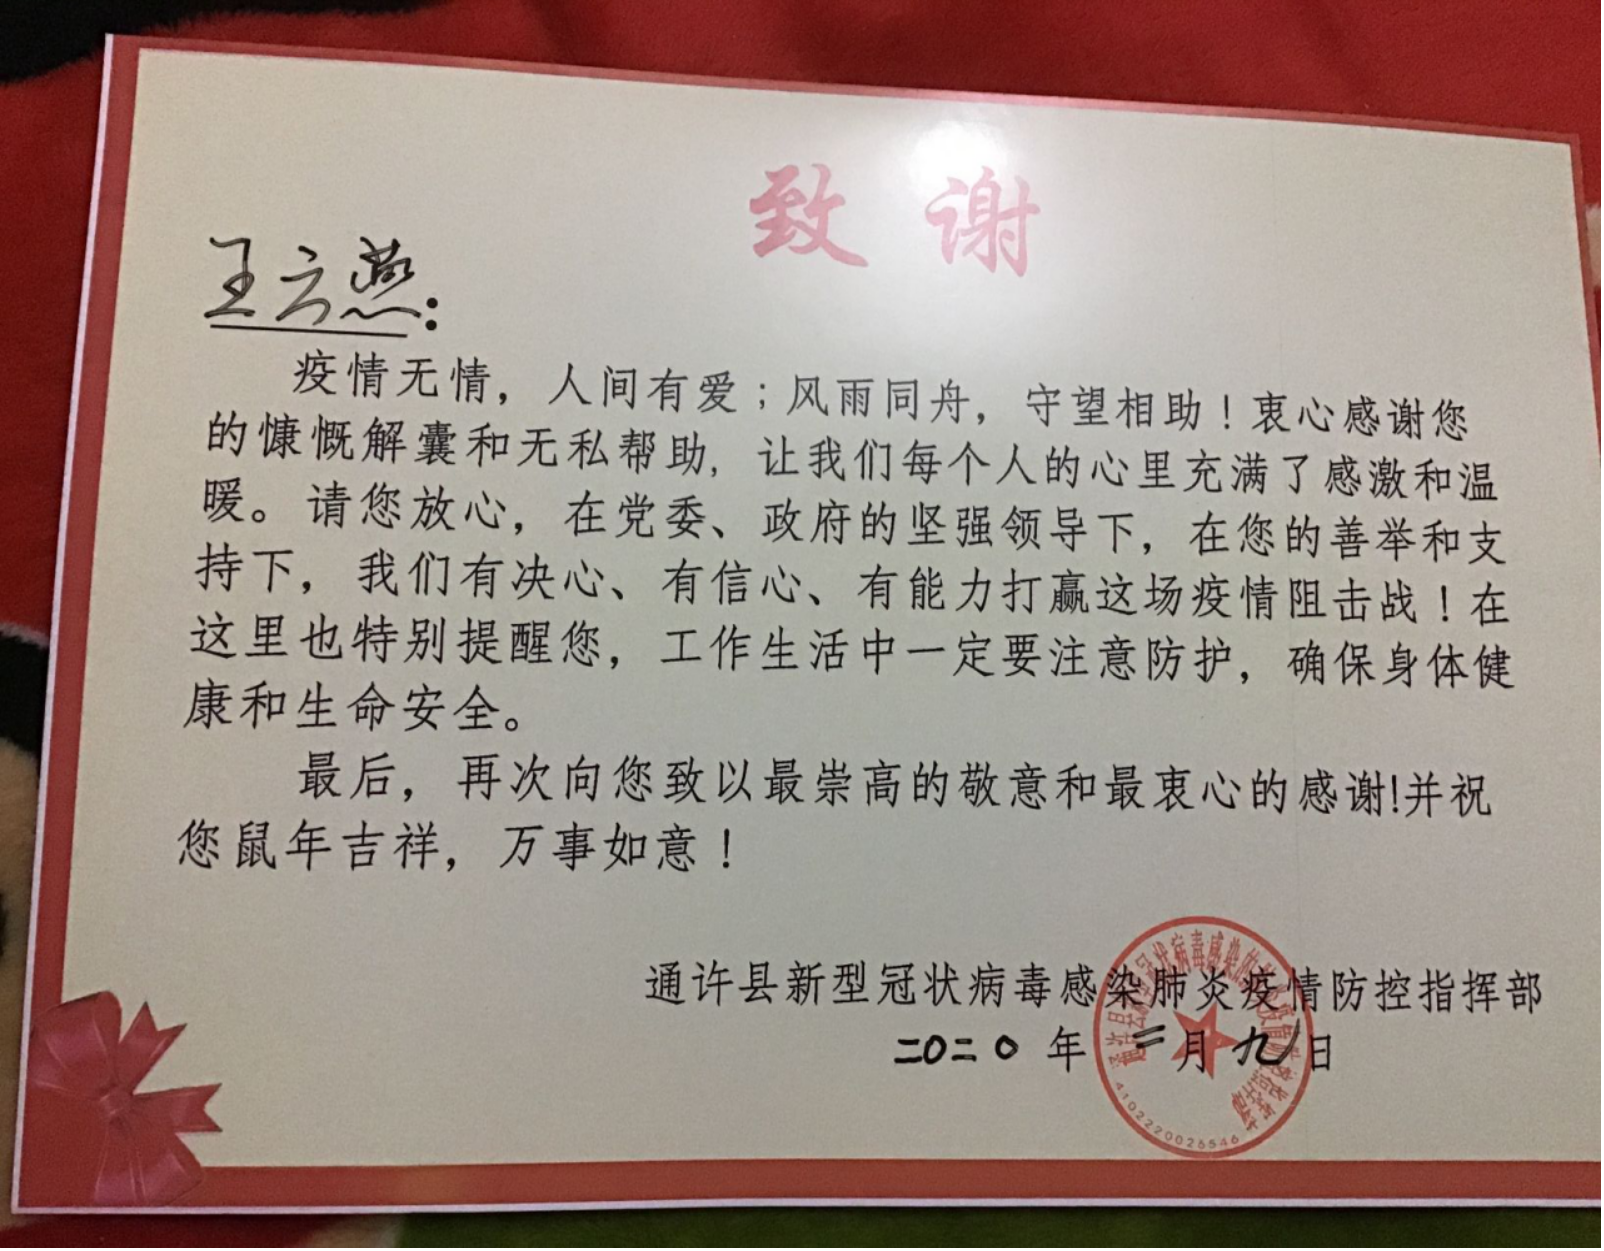 致谢
王云燕:
疫情无情，人间有爱；风雨同舟，守望相助！衷心感谢您
的慷慨解囊和无私帮助，让我们每个人的心里充满了感激和温
暖。请您放心，在党委、政府的坚强领导下，在您的善举和支
持下，我们有决心、有信心、有能力打赢这场疫情阻击战！在
这里也特别提醒您，工作生活中一定要注意防护，确保身体健
康和生命安全。
最后，再次向您致以最崇高的敬意和最衷心的感谢!并祝
您鼠年吉祥，万事如意！
通许县新型冠状病毒感染肺炎疫情防控指挥部
二〇二〇年二月九日
4102220026546